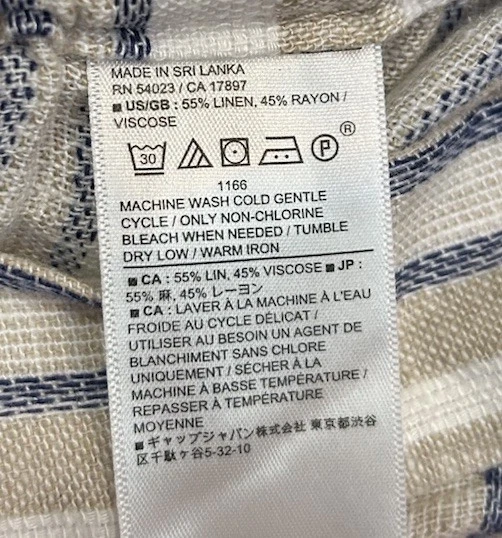 MADE IN SRI LANKA
RN 54023 / CA 17897
■ US/GB : 55% LINEN, 45% RAYON /
VISCOSE
30 P ®
1166
MACHINE WASH COLD GENTLE
CYCLE / ONLY NON-CHLORINE
BLEACH WHEN NEEDED / TUMBLE
DRY LOW / WARM IRON
■ CA : 55% LIN, 45% VISCOSE ■ JP :
55% 麻, 45% レーヨン
■ CA : LAVER À LA MACHINE À L'EAU
FROIDE AU CYCLE DÉLICAT /
UTILISER AU BESOIN UN AGENT DE
BLANCHIMENT SANS CHLORE
UNIQUEMENT / SÉCHER À LA
MACHINE À BASSE TEMPÉRATURE /
REPASSER À TEMPÉRATURE
MOYENNE
■ ギャップジャパン株式会社 東京都渋谷
区千駄ヶ谷5-32-10